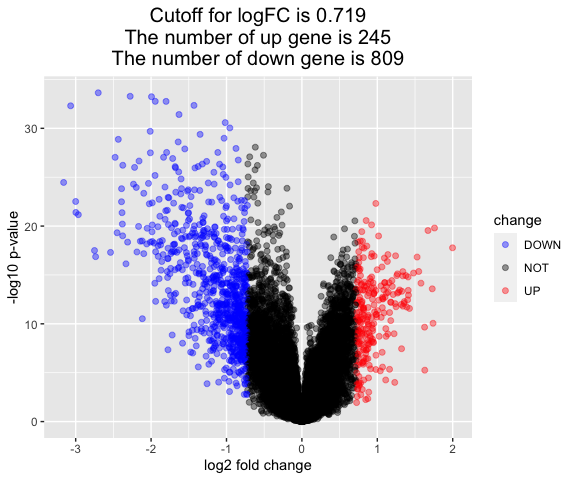 Cutoff for logFC is 0.719
The number of up gene is 245
The number of down gene is 809
-log10 p-value
30
20
10
0
-3 -2 -1 0 1 2
log2 fold change
change
DOWN
NOT
UP